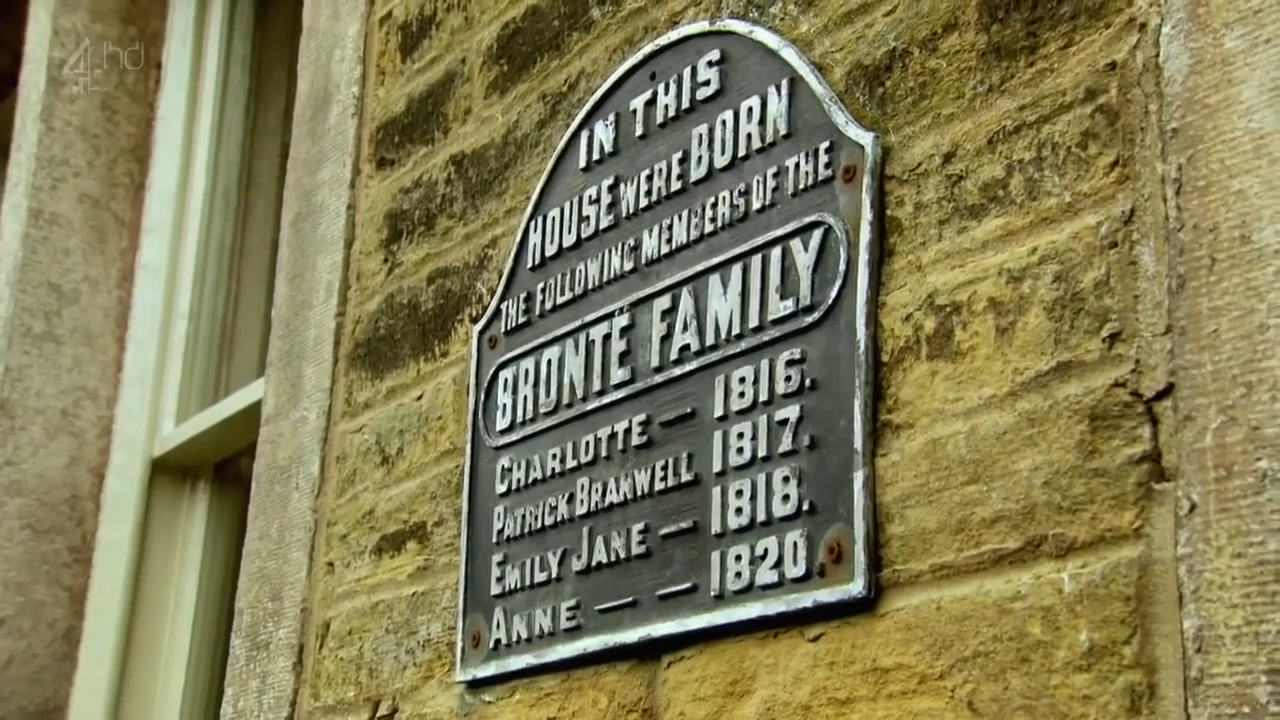 4 hd
IN THIS
HOUSE WERE BORN
THE FOLLOWING MEMBERS OF THE
BRONTË FAMILY
CHARLOTTE — 1816.
PATRICK BRANWELL 1817.
EMILY JANE — 1818.
ANNE — — 1820.